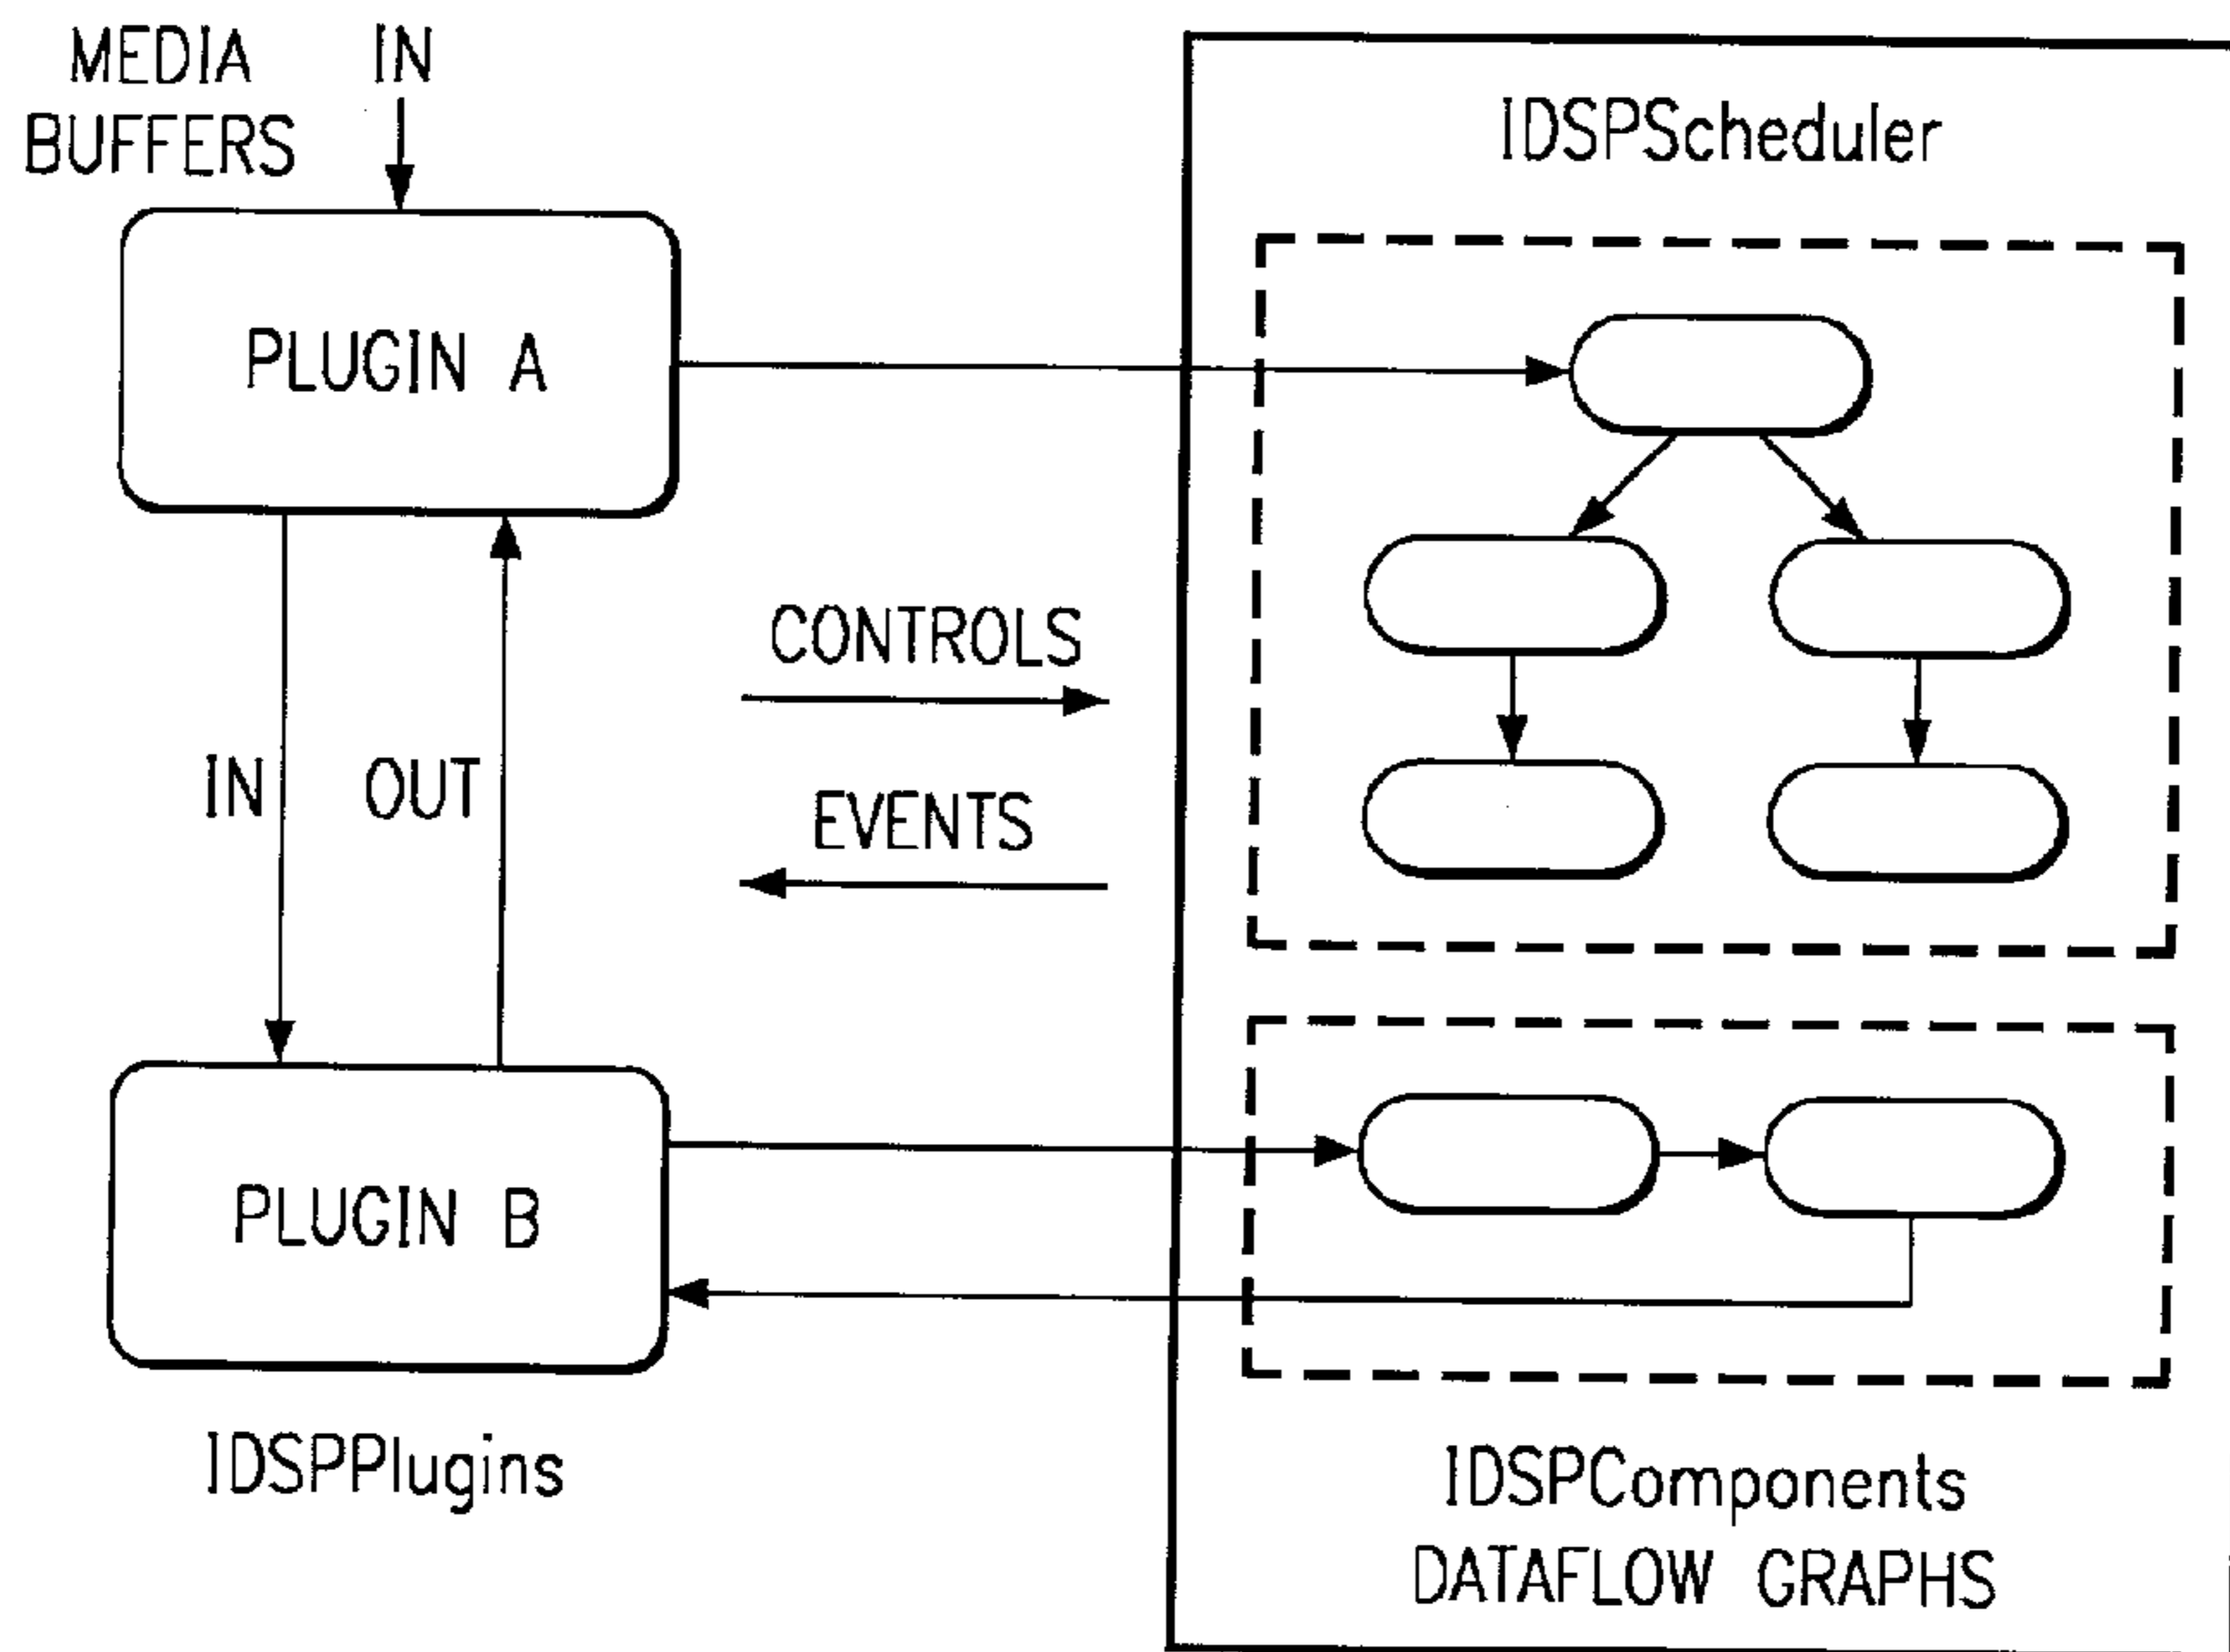 MEDIA BUFFERS
IN
IDSPScheduler
PLUGIN A
CONTROLS
IN
OUT
EVENTS
PLUGIN B
IDSPPlugins
IDSPComponents
DATAFLOW GRAPHS